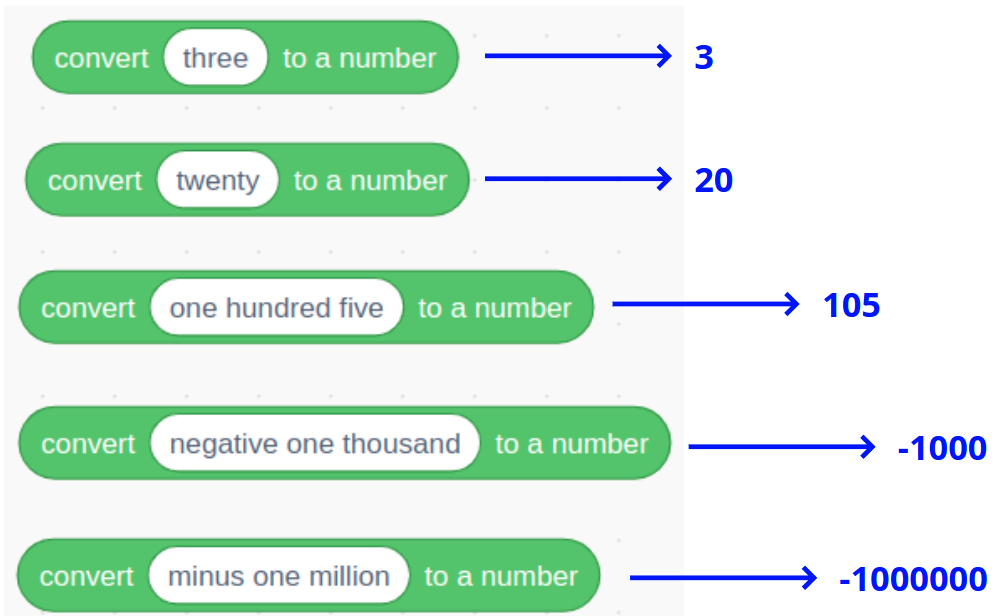 convert three to a number 3
convert twenty to a number 20
convert one hundred five to a number 105
convert negative one thousand to a number -1000
convert minus one million to a number -1000000